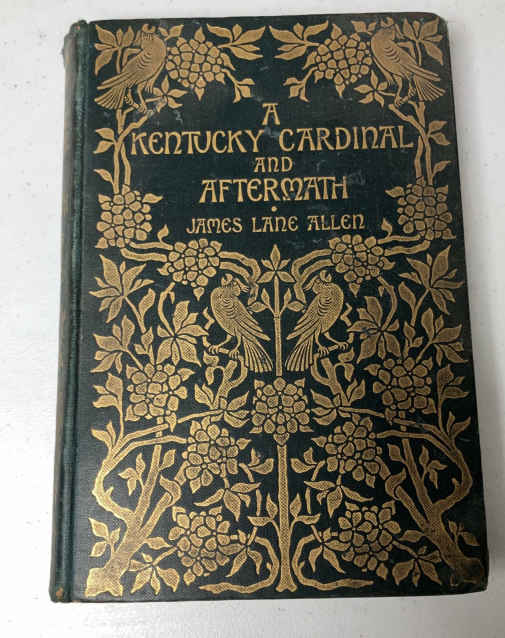 A
KENTUCKY CARDINAL
AND
AFTERMATH
JAMES LANE ALLEN